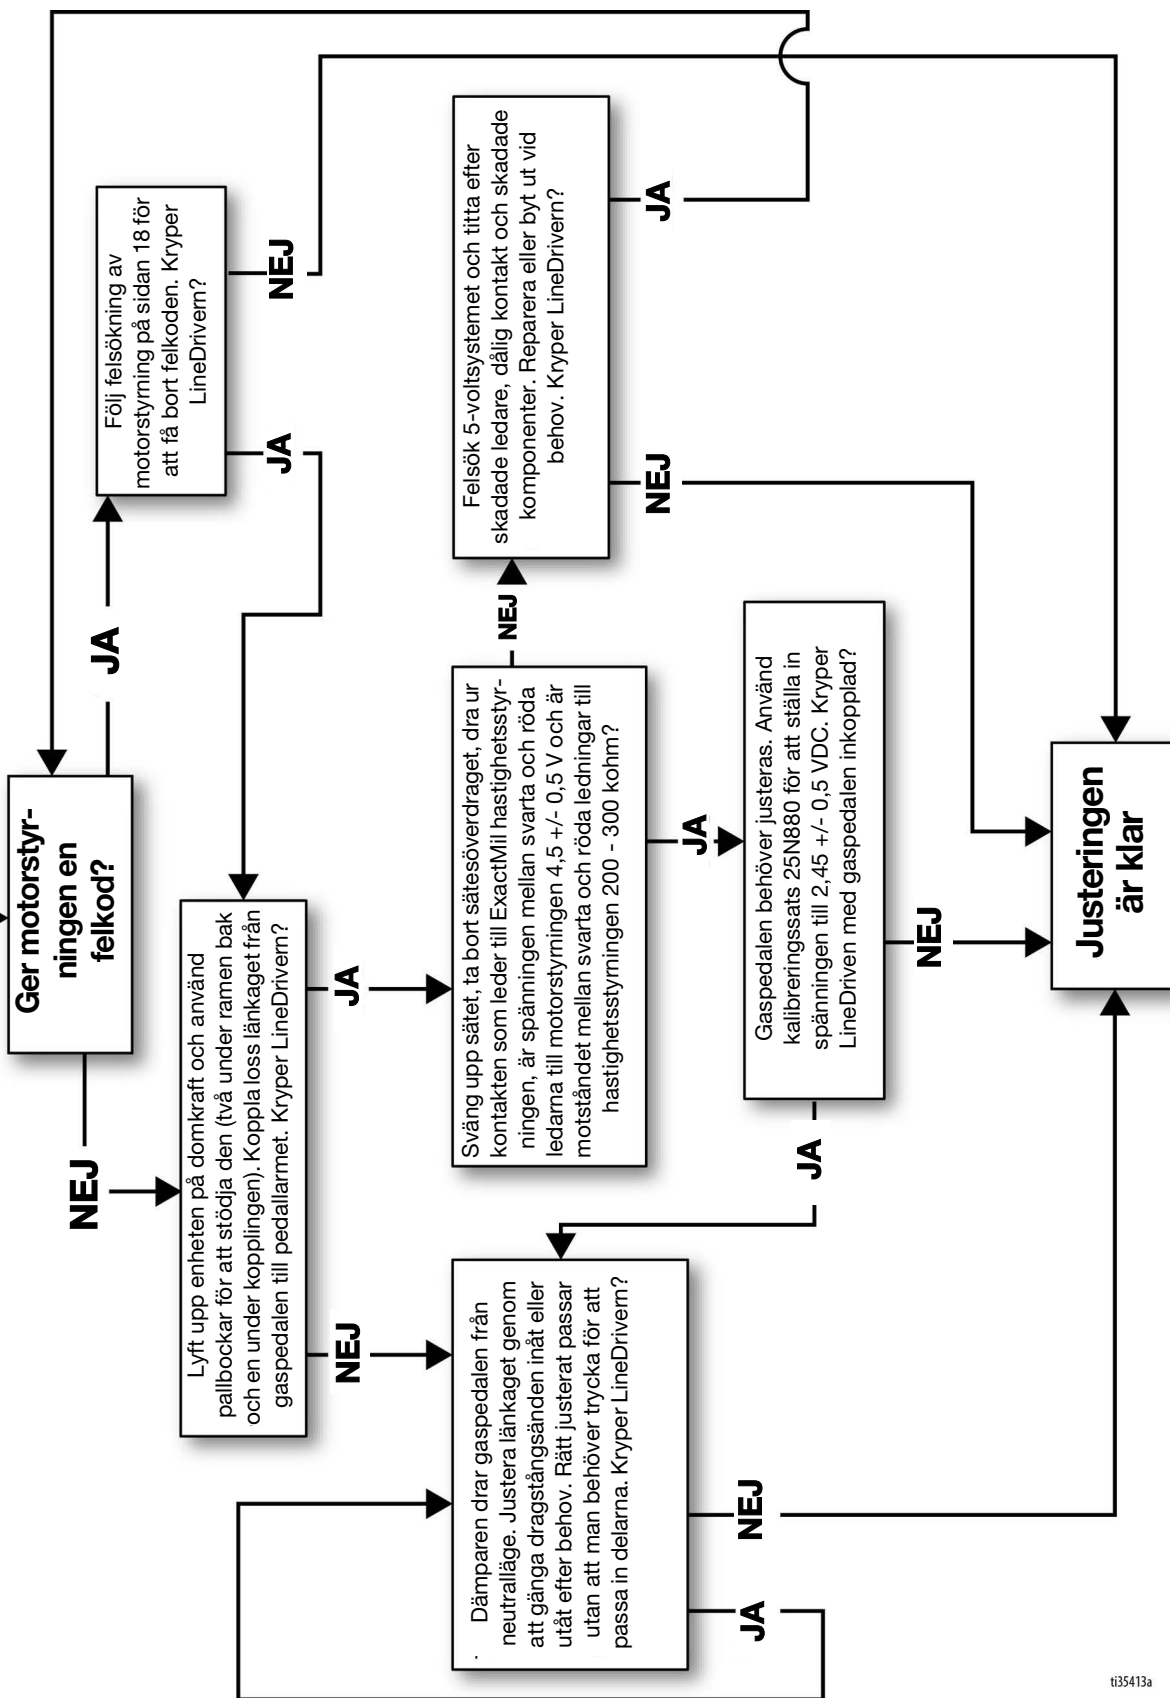 Ger motorstyr-
ningen en
felkod?
JA
NEJ
Följ felsökning av
motorstyrning på sidan 18 för
att få bort felkoden. Kryper
LineDrivern?
JA
NEJ
Lyft upp enheten på domkraft och använd
pallbockar för att stödja den (två under ramen bak
och en under kopplingen). Koppla loss länkaget från
gaspedalen till pedallarmet. Kryper LineDrivern?
NEJ
JA
Sväng upp sätet, ta bort sätesöverdraget, dra ur
kontakten som leder till ExactMil hastighetsstyr-
ningen, är spänningen mellan svarta och röda
ledarna till motorstyrningen 4,5 +/- 0,5 V och är
motståndet mellan svarta och röda ledningar till
hastighetsstyrningen 200 - 300 kohm?
NEJ
JA
Felsök 5-voltsystemet och titta efter
skadade ledare, dålig kontakt och skadade
komponenter. Reparera eller byt ut vid
behov. Kryper LineDrivern?
NEJ
JA
Gaspedalen behöver justeras. Använd
kalibreringssats 25N880 för att ställa in
spänningen till 2,45 +/- 0,5 VDC. Kryper
LineDriven med gaspedalen inkopplad?
JA
NEJ
. Dämparen drar gaspedalen från
neutralläge. Justera länkaget genom
att gänga dragstångsänden inåt eller
utåt efter behov. Rätt justerat passar
utan att man behöver trycka för att
passa in delarna. Kryper LineDrivern?
JA
NEJ
Justeringen
är klar
ti35413a